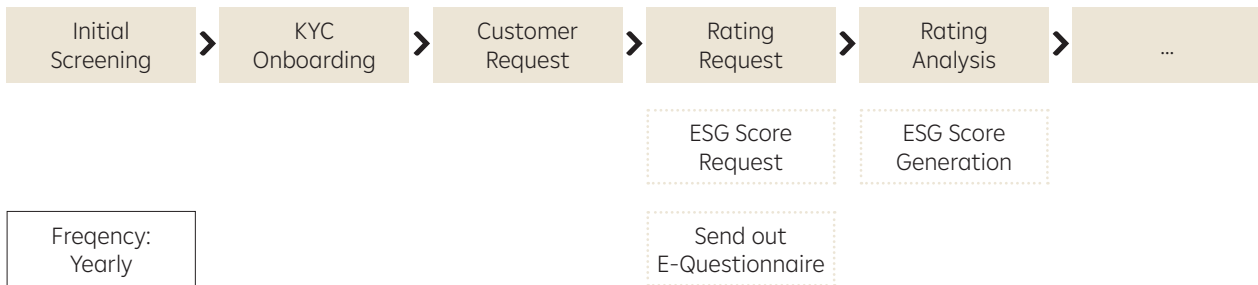 Initial
Screening
KYC
Onboarding
Customer
Request
Rating
Request
Rating
Analysis
...
ESG Score
Request
ESG Score
Generation
Freqency:
Yearly
Send out
E-Questionnaire